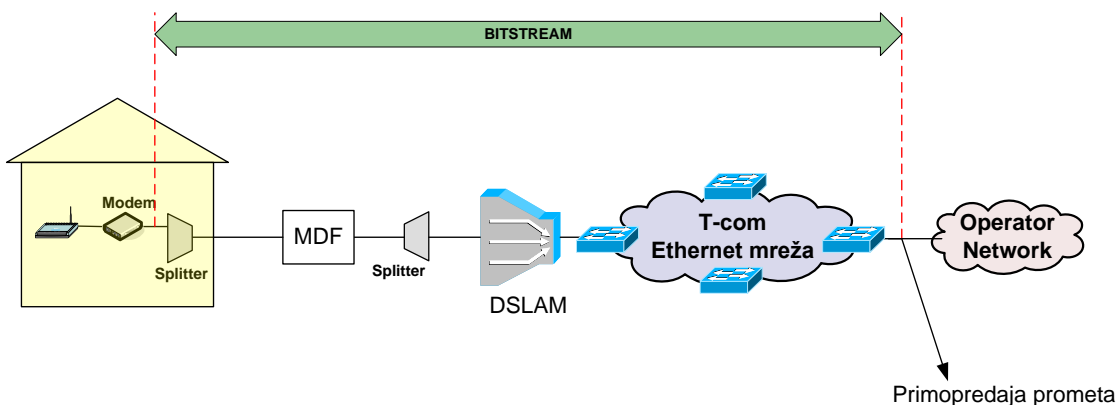 BITSTREAM
Modem
Splitter
MDF
Splitter
DSLAM
T-com
Ethernet mreža
Operator
Network
Primopredaja prometa